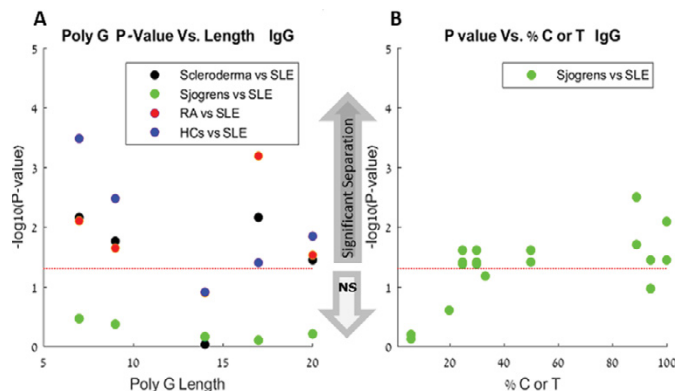 A
Poly G P-Value Vs. Length IgG
Scleroderma vs SLE
Sjogrens vs SLE
RA vs SLE
HCs vs SLE
-log10(P-value)
5
4
3
2
1
0
5
10
15
20
Poly G Length
Significant Separation
NS
B
P value Vs. % C or T IgG
Sjogrens vs SLE
-log10(P-value)
5
4
3
2
1
0
20
40
60
80
100
% C or T